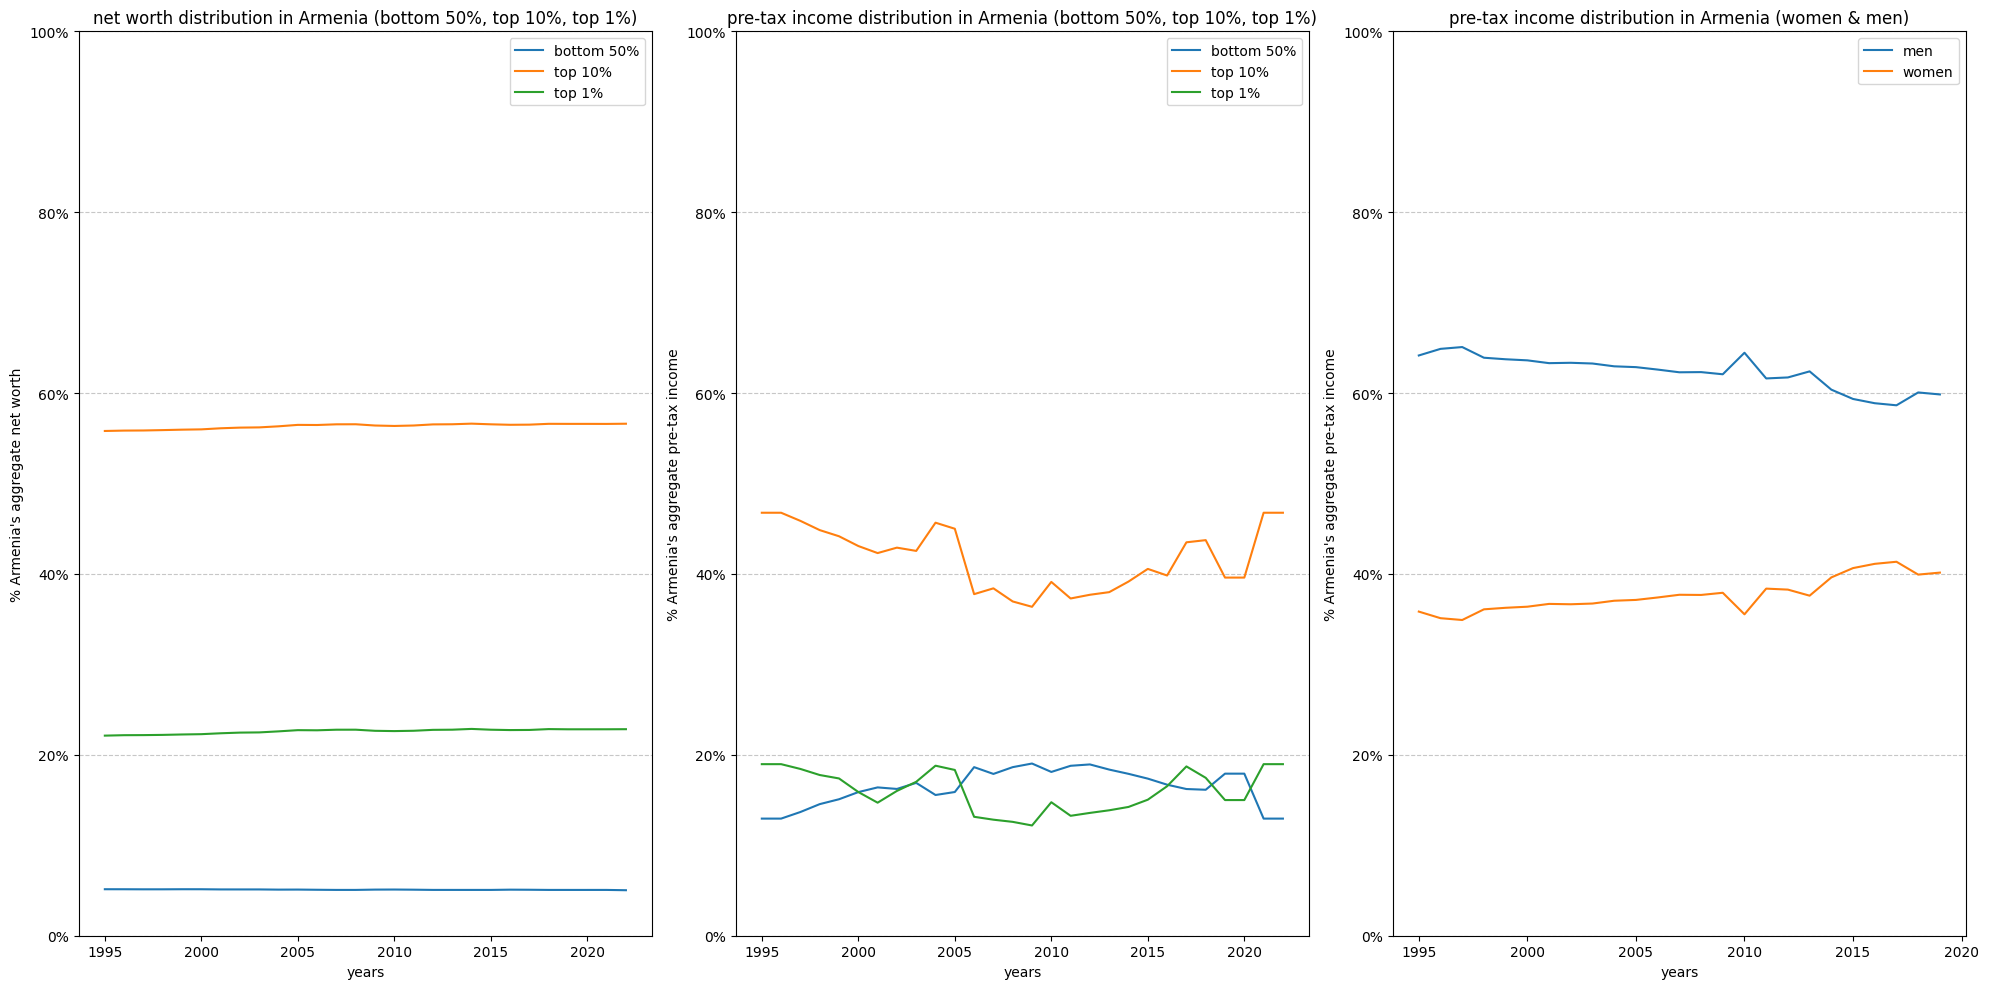 net worth distribution in Armenia (bottom 50%, top 10%, top 1%)
100%
80%
60%
40%
20%
0%
% Armenia's aggregate net worth
bottom 50%
top 10%
top 1%
1995 2000 2005 2010 2015 2020
years
pre-tax income distribution in Armenia (bottom 50%, top 10%, top 1%)
100%
80%
60%
40%
20%
0%
% Armenia's aggregate pre-tax income
bottom 50%
top 10%
top 1%
1995 2000 2005 2010 2015 2020
years
pre-tax income distribution in Armenia (women & men)
100%
80%
60%
40%
20%
0%
% Armenia's aggregate pre-tax income
men
women
1995 2000 2005 2010 2015 2020
years